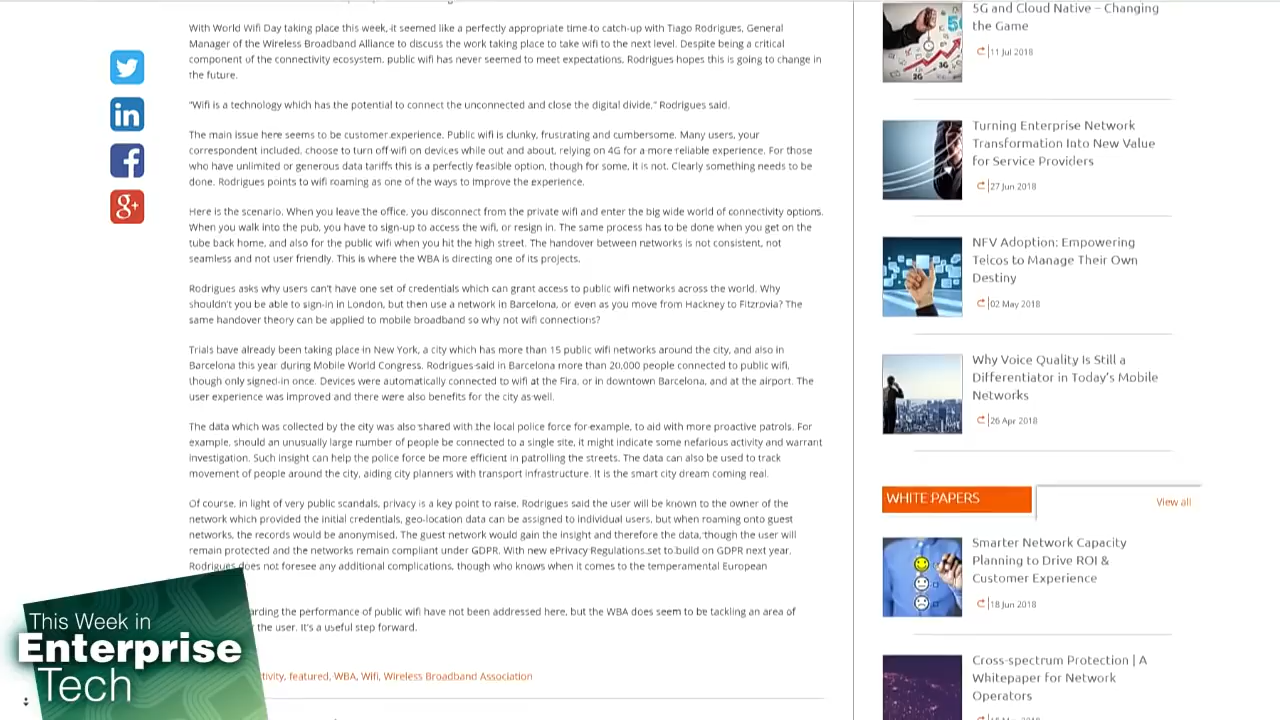 With World Wifi Day taking place this week, it seemed like a perfectly appropriate time to catch-up with Tiago Rodrigues, General
Manager of the Wireless Broadband Alliance to discuss the work taking place to take wifi to the next level. Despite being a critical
component of the connectivity ecosystem, public wifi has never seemed to meet expectations, Rodrigues hopes this is going to change in
the future.
"Wifi is a technology which has the potential to connect the unconnected and close the digital divide," Rodrigues said.
The main issue here seems to be customer experience. Public wifi is clunky, frustrating and cumbersome. Many users, your
correspondent included, choose to turn off wifi on devices while out and about, relying on 4G for a more reliable experience. For those
who have unlimited or generous data tariffs this is a perfectly feasible option, though for some, it is not. Clearly something needs to be
done. Rodrigues points to wifi roaming as one of the ways to improve the experience.
Here is the scenario. When you leave the office, you disconnect from the private wifi and enter the big wide world of connectivity options.
When you walk into the pub, you have to sign-up to access the wifi, or resign in. The same process has to be done when you get on the
tube back home, and also for the public wifi when you hit the high street. The handover between networks is not consistent, not
seamless and not user friendly. This is where the WBA is directing one of its projects.
Rodrigues asks why users can't have one set of credentials which can grant access to public wifi networks across the world. Why
shouldn't you be able to sign-in in London, but then use a network in Barcelona, or even as you move from Hackney to Fitzrovia? The
same handover theory can be applied to mobile broadband so why not wifi connections?
Trials have already been taking place in New York, a city which has more than 15 public wifi networks around the city, and also in
Barcelona this year during Mobile World Congress. Rodrigues said in Barcelona more than 20,000 people connected to public wifi,
though only signed-in once. Devices were automatically connected to wifi at the Fira, or in downtown Barcelona, and at the airport. The
user experience was improved and there were also benefits for the city as well.
The data which was collected by the city was also shared with the local police force for example, to aid with more proactive patrols. For
example, should an unusually large number of people be connected to a single site, it might indicate some nefarious activity and warrant
investigation. Such insight can help the police force be more efficient in patrolling the streets. The data can also be used to track
movement of people around the city, aiding city planners with transport infrastructure. It is the smart city dream coming real.
Of course, in light of very public scandals, privacy is a key point to raise. Rodrigues said the user will be known to the owner of the
network which provided the initial credentials, geo-location data can be assigned to individual users, but when roaming onto guest
networks, the records would be anonymised. The guest network would gain the insight and therefore the data, though the user will
remain protected and the networks remain compliant under GDPR. With new ePrivacy Regulations set to build on GDPR next year,
Rodrigues does not foresee any additional complications, though who knows when it comes to the temperamental European
arding the performance of public wifi have not been addressed here, but the WBA does seem to be tackling an area of
the user. It's a useful step forward.
tivity, featured, WBA, Wifi, Wireless Broadband Association
in
f
g+
This Week in
Enterprise
Tech
5G and Cloud Native – Changing
the Game
11 Jul 2018
Turning Enterprise Network
Transformation Into New Value
for Service Providers
27 Jun 2018
NFV Adoption: Empowering
Telcos to Manage Their Own
Destiny
02 May 2018
Why Voice Quality Is Still a
Differentiator in Today's Mobile
Networks
26 Apr 2018
WHITE PAPERS
View all
Smarter Network Capacity
Planning to Drive ROI &
Customer Experience
18 Jun 2018
Cross-spectrum Protection | A
Whitepaper for Network
Operators